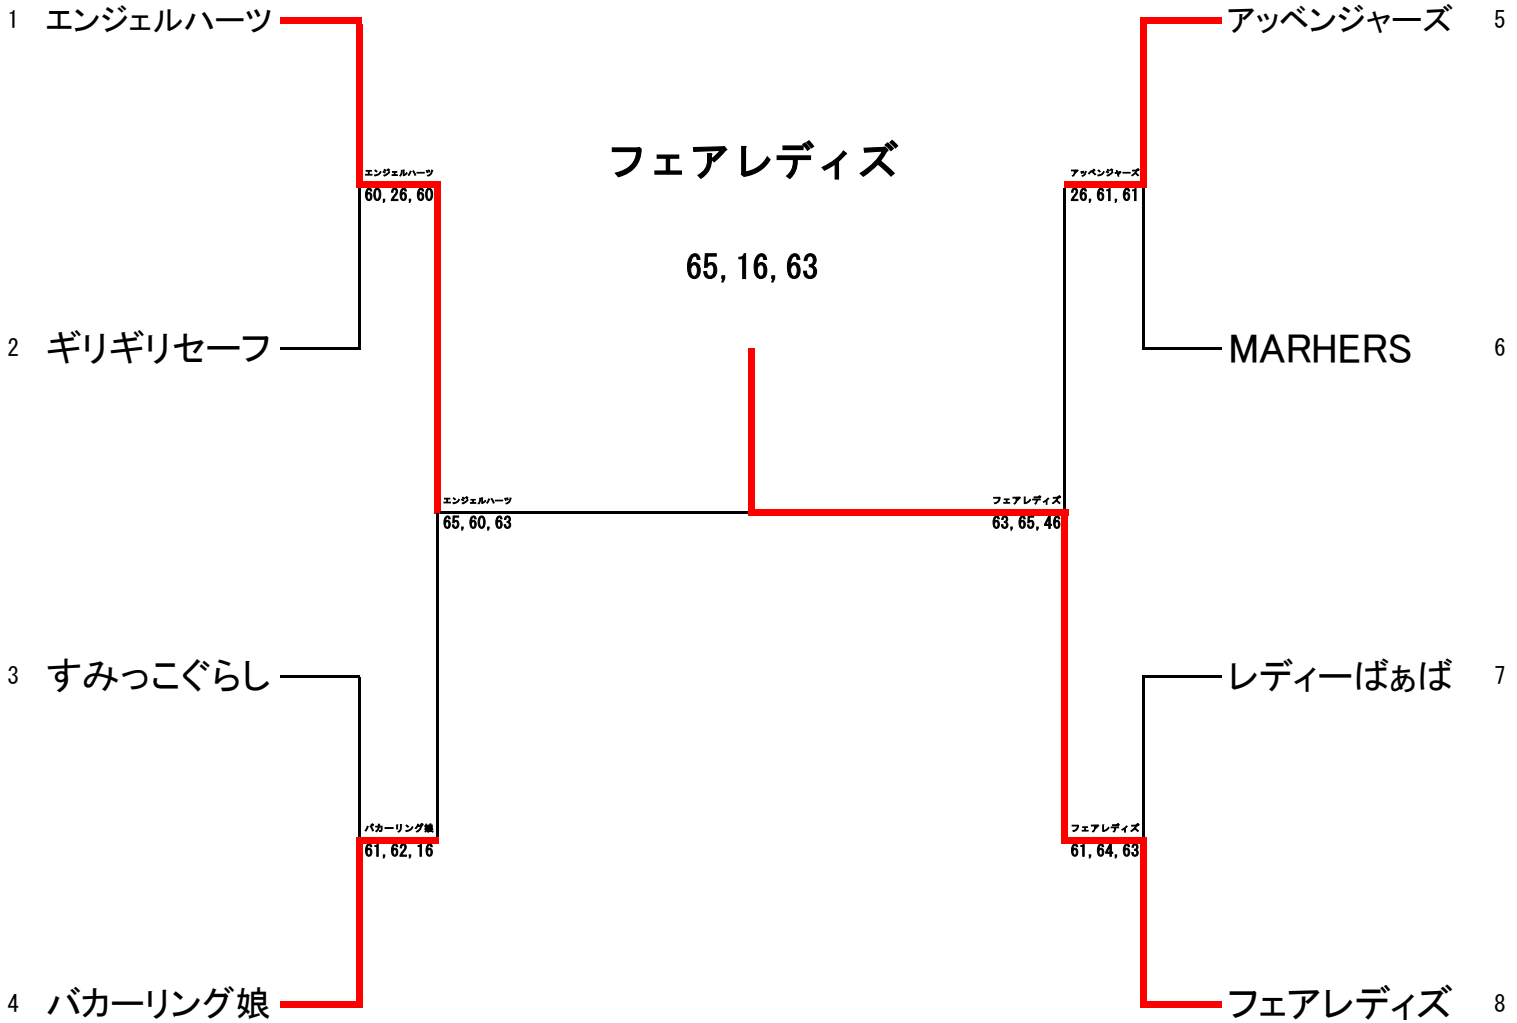 1 エンジェルハーツ
アッベンジャーズ 5
フェアレディズ
エンジェルハーツ
60, 26, 60
アッベンジャーズ
26, 61, 61
65, 16, 63
2 ギリギリセーフ
MARHERS 6
エンジェルハーツ
65, 60, 63
フェアレディズ
63, 65, 46
3 すみっこぐらし
レディーばぁば 7
バカーリング娘
61, 62, 16
フェアレディズ
61, 64, 63
4 バカーリング娘
フェアレディズ 8